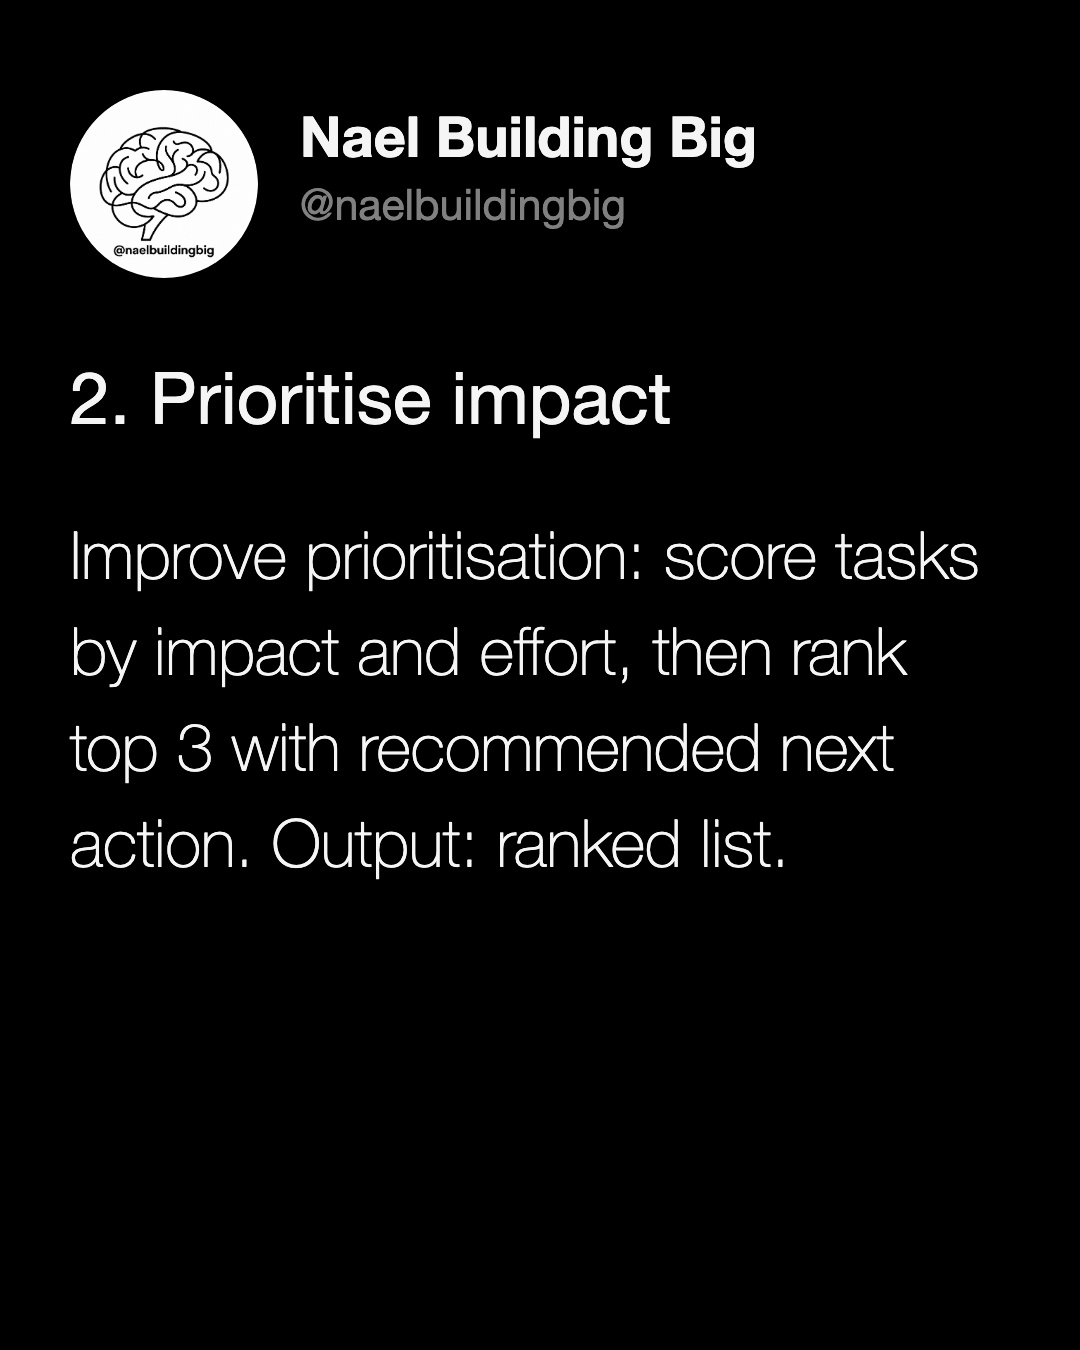 Nael Building Big
@naelbuildingbig
@naelbuildingbig
2. Prioritise impact
Improve prioritisation: score tasks
by impact and effort, then rank
top 3 with recommended next
action. Output: ranked list.